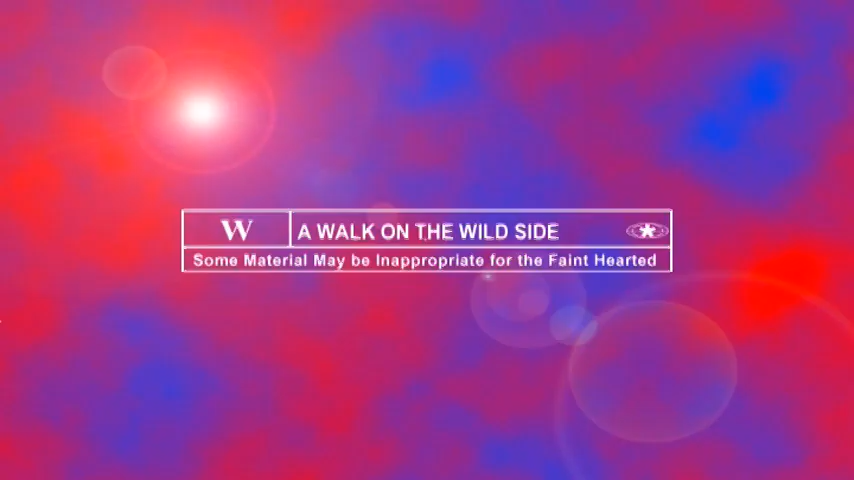 W A WALK ON THE WILD SIDE
Some Material May be Inappropriate for the Faint Hearted